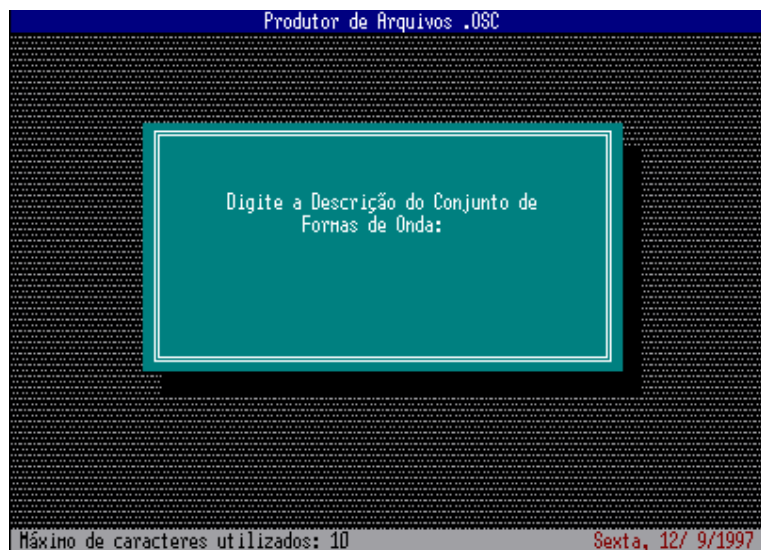 Produtor de Arquivos .OSC
Digite a Descrição do Conjunto de
Formas de Onda:
Máximo de caracteres utilizados: 10
Sexta, 12/ 9/1997